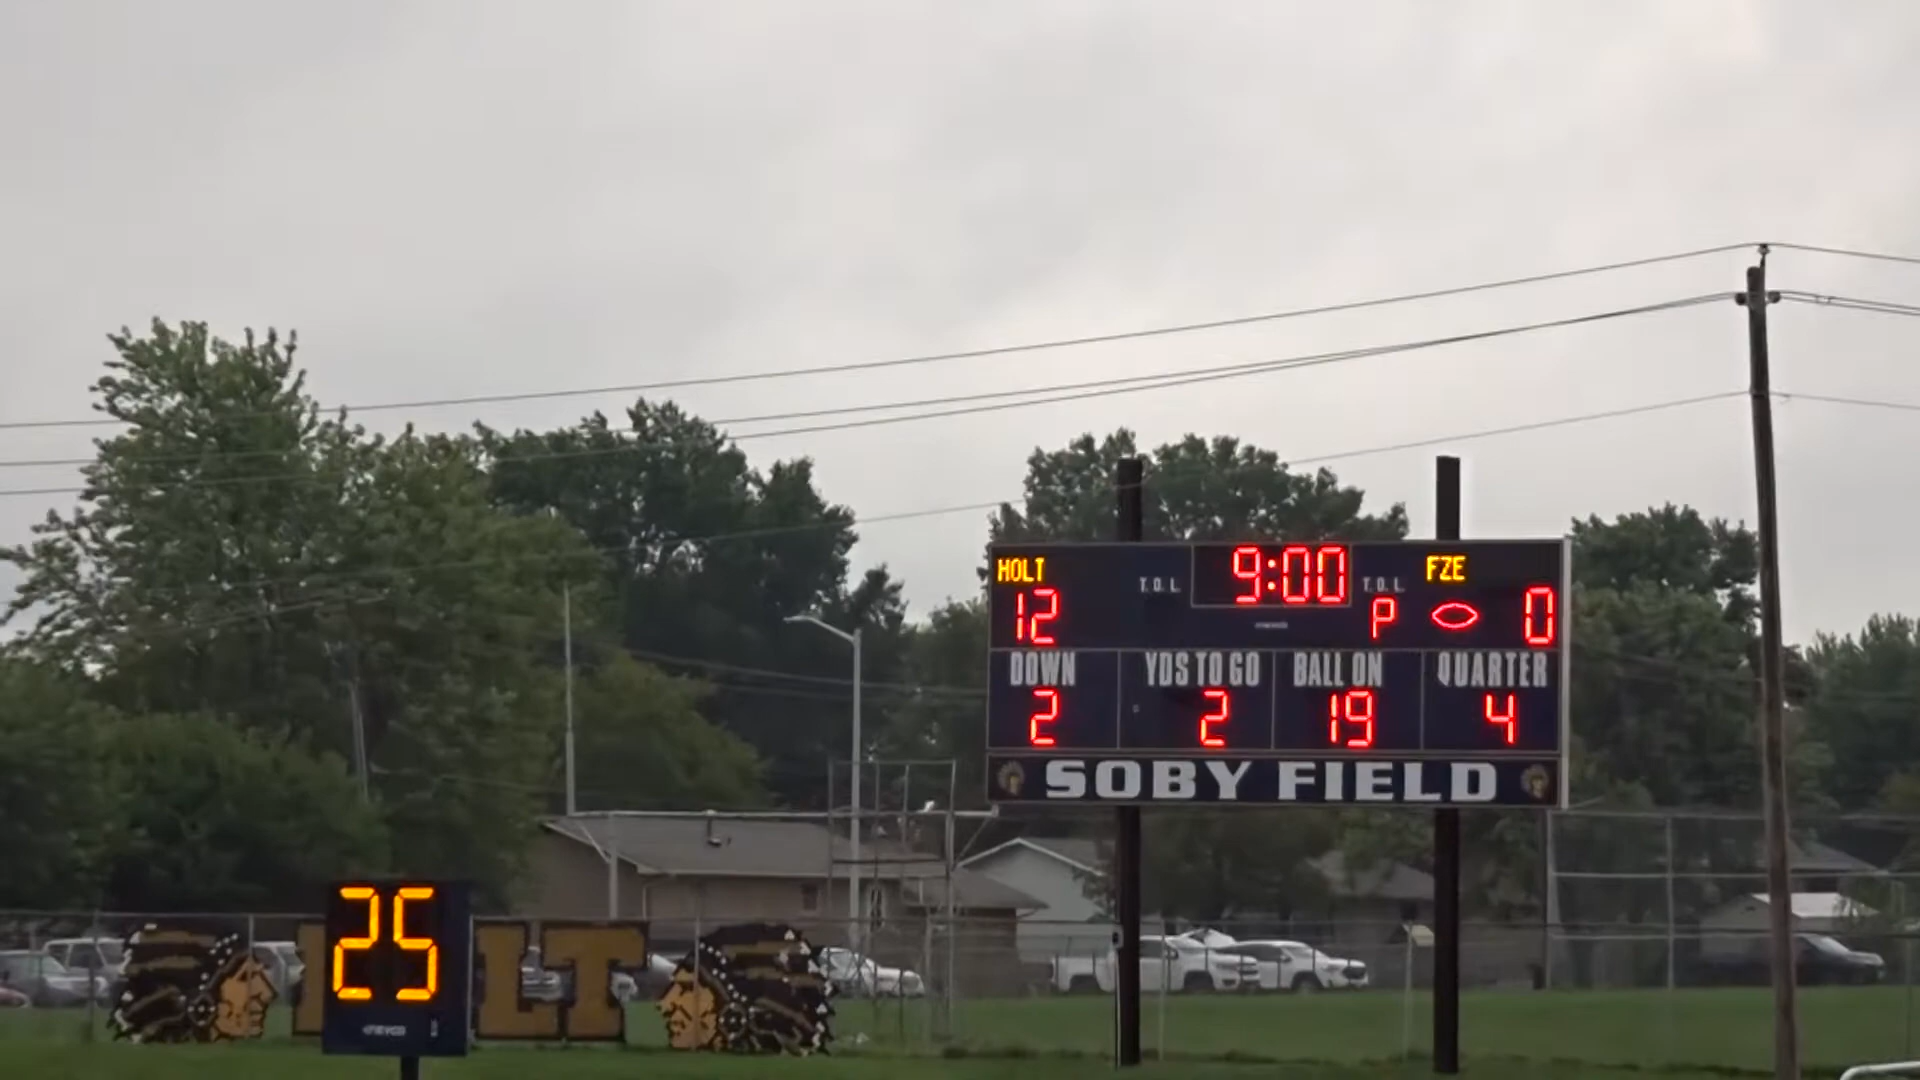 HOLT 9:00 FZE
T.O.L. T.O.L.
12 P 0
DOWN YDS TO GO BALL ON QUARTER
2 2 19 4
SOBY FIELD
25
LT